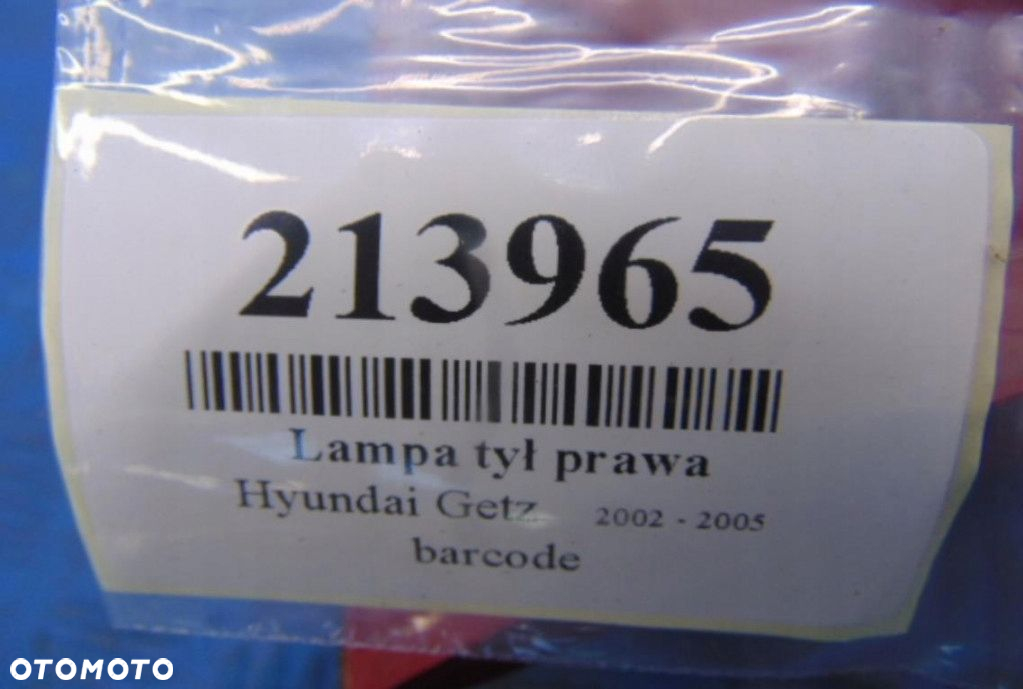 213965
Lampa tył prawa
Hyundai Getz 2002 - 2005
barcode
OTOMOTO